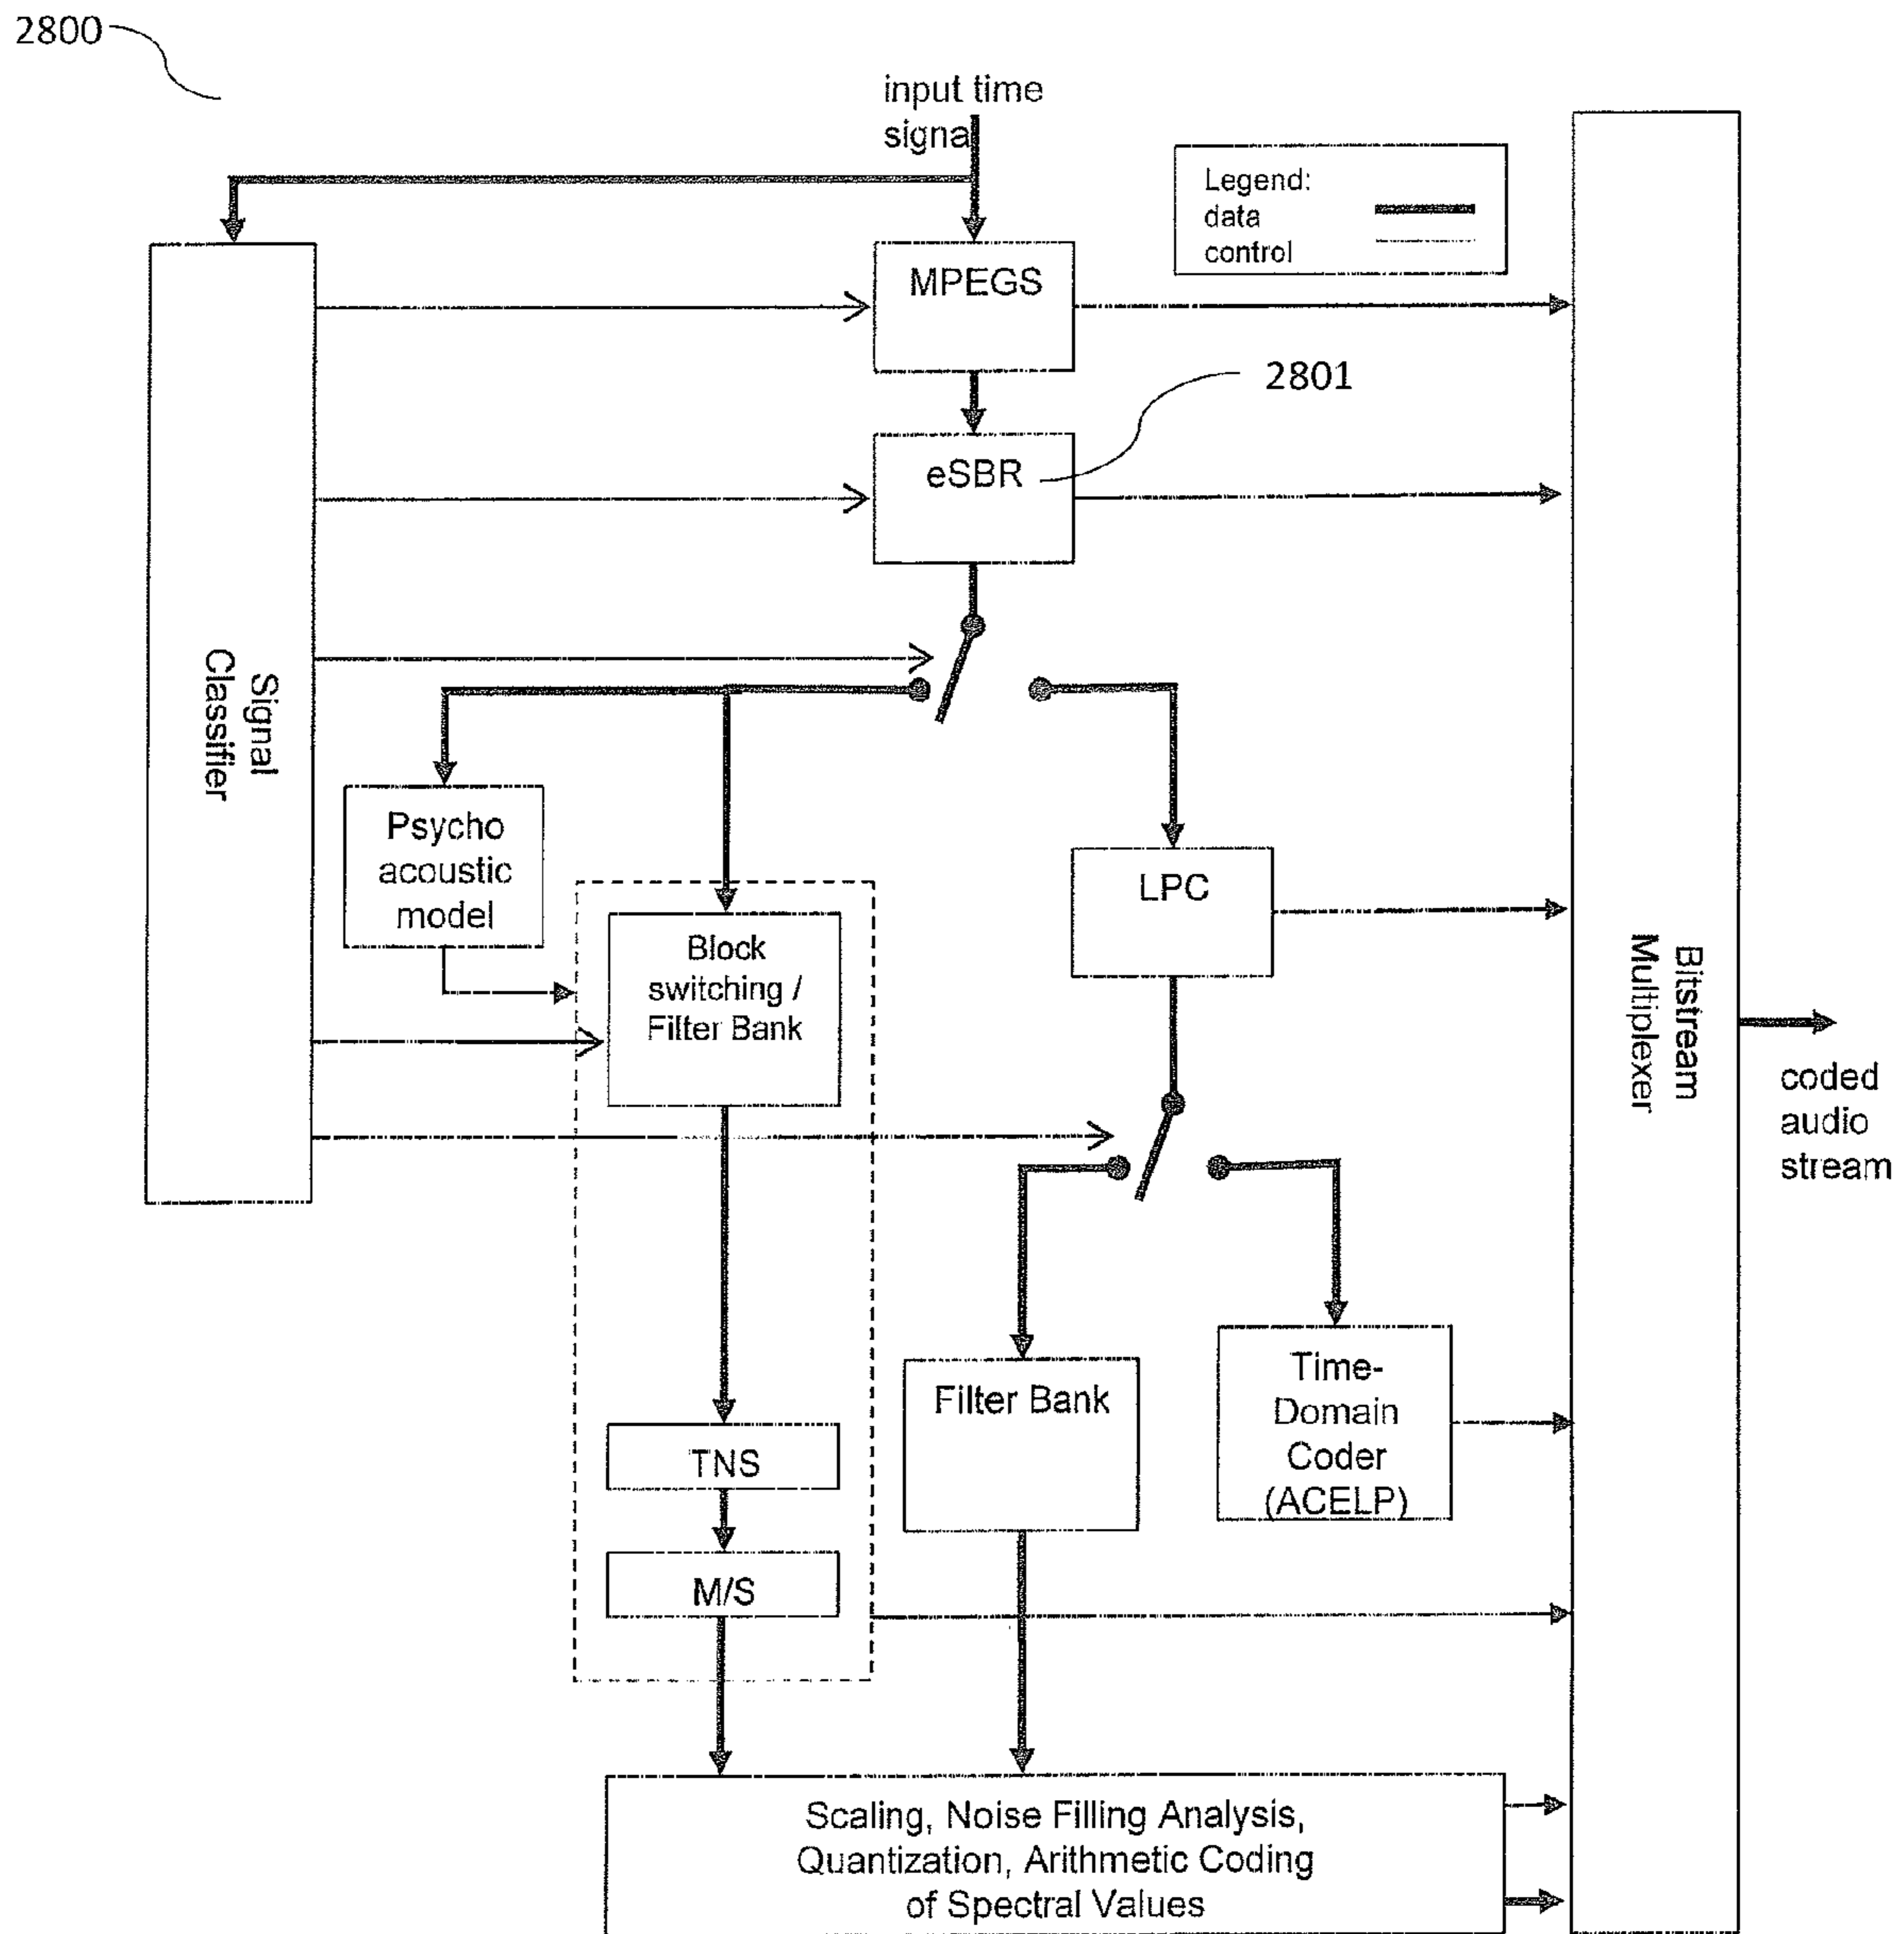 2800
input time
signal
Legend:
data
control
MPEGS
2801
eSBR
Signal
Classifier
Psycho
acoustic
model
Block
switching /
Filter Bank
LPC
Bitstream
Multiplexer
coded
audio
stream
TNS
M/S
Filter Bank
Time-
Domain
Coder
(ACELP)
Scaling, Noise Filling Analysis,
Quantization, Arithmetic Coding
of Spectral Values